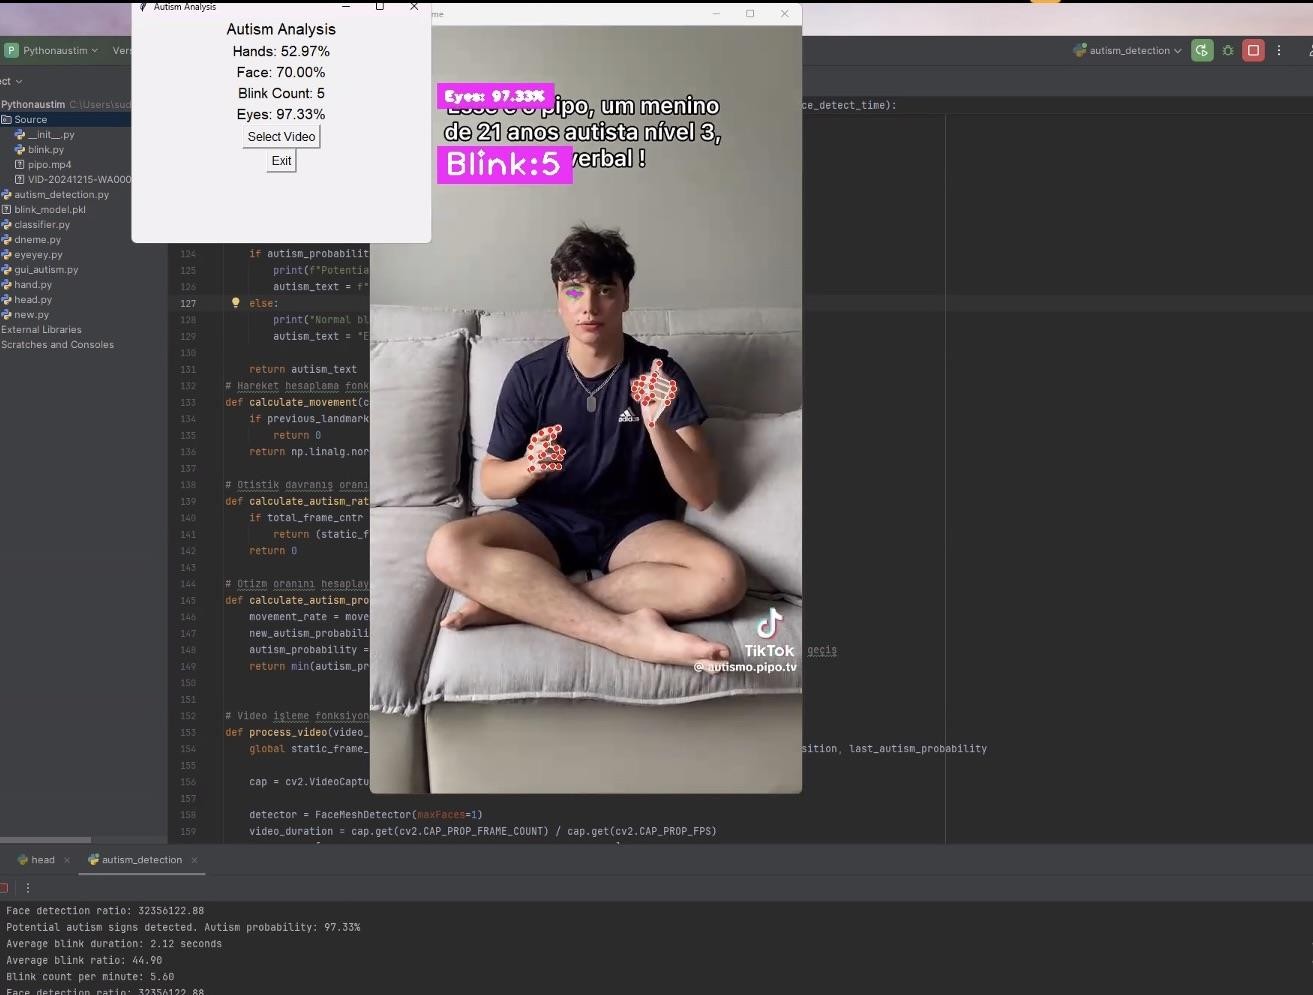 Autism Analysis
Autism Analysis
Hands: 52.97%
Face: 70.00%
Blink Count: 5
Eyes: 97.33%
Select Video
Exit
me
Pythonaustim
Ver
autism_detection
ect
Pythonaustim C:\Users\sud
Source
__init__.py
blink.py
pipo.mp4
VID-20241215-WA000
autism_detection.py
blink_model.pkl
classifier.py
dneme.py
eyeyey.py
gui_autism.py
hand.py
head.py
new.py
External Libraries
Scratches and Consoles
Eyes: 97.33%
pipo, um menino
de 21 anos autista nível 3,
Blink:5
verbal !
adidas
TikTok
@ autismo.pipo.tv
ce_detect_time):
124 if autism_probabilit
125 print(f"Potentia
126 autism_text = f"
127 else:
128 print("Normal bl
129 autism_text = "E
130
131 return autism_text
132 # Hareket hesaplama fonk
133 def calculate_movement(c
134 if previous_landmark
135 return 0
136 return np.linalg.nor
137
138 # Otistik davranış oranı
139 def calculate_autism_rat
140 if total_frame_cntr
141 return (static_f
142 return 0
143
144 # Otizm oranını hesaplay
145 def calculate_autism_pro
146 movement_rate = move
147 new_autism_probabili
148 autism_probability = geçiş
149 return min(autism_pr
150
151
152 # Video işleme fonksiyon
153 def process_video(video_
154 global static_frame_ sition, last_autism_probability
155
156 cap = cv2.VideoCaptu
157
158 detector = FaceMeshDetector(maxFaces=1)
159 video_duration = cap.get(cv2.CAP_PROP_FRAME_COUNT) / cap.get(cv2.CAP_PROP_FPS)
head
autism_detection
Face detection ratio: 32356122.88
Potential autism signs detected. Autism probability: 97.33%
Average blink duration: 2.12 seconds
Average blink ratio: 44.90
Blink count per minute: 5.60
Face detection ratio: 32356122.88